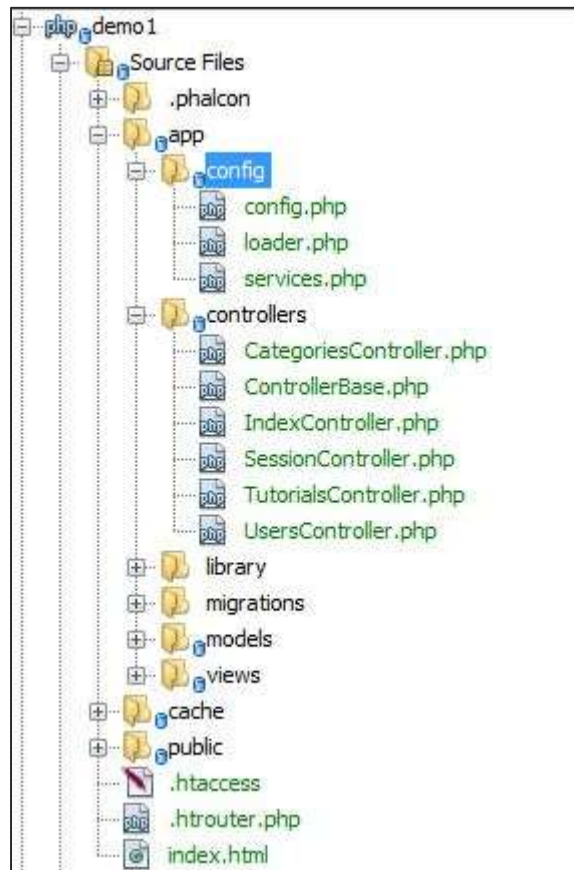 demo1
Source Files
.phalcon
app
config
config.php
loader.php
services.php
controllers
CategoriesController.php
ControllerBase.php
IndexController.php
SessionController.php
TutorialsController.php
UsersController.php
library
migrations
models
views
cache
public
.htaccess
.htrouter.php
index.html